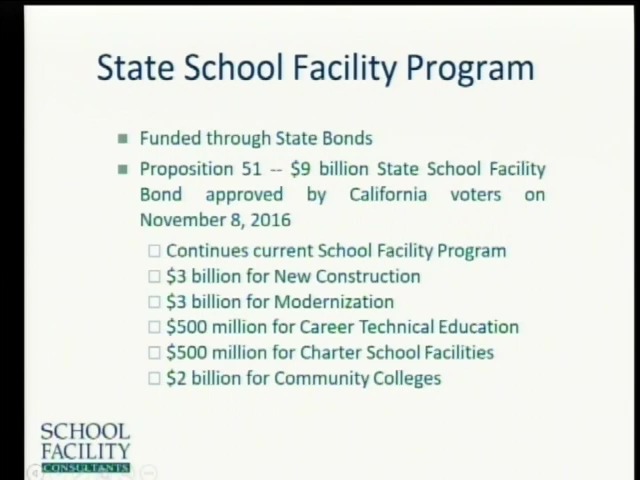 State School Facility Program
Funded through State Bonds
Proposition 51 -- $9 billion State School Facility
Bond approved by California voters on
November 8, 2016
Continues current School Facility Program
$3 billion for New Construction
$3 billion for Modernization
$500 million for Career Technical Education
$500 million for Charter School Facilities
$2 billion for Community Colleges
SCHOOL
FACILITY
CONSULTANTS